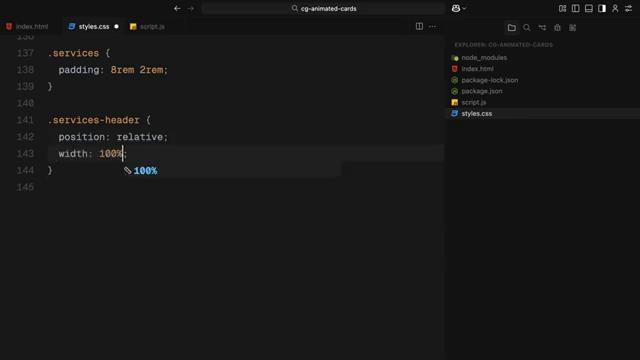 cg-animated-cards
index.html
styles.css
script.js
EXPLORER: CG-ANIMATED-CARDS
node_modules
index.html
package-lock.json
package.json
script.js
styles.css
137 .services {
138 padding: 8rem 2rem;
139 }
140
141 .services-header {
142 position: relative;
143 width: 100%;
144 }
100%
145